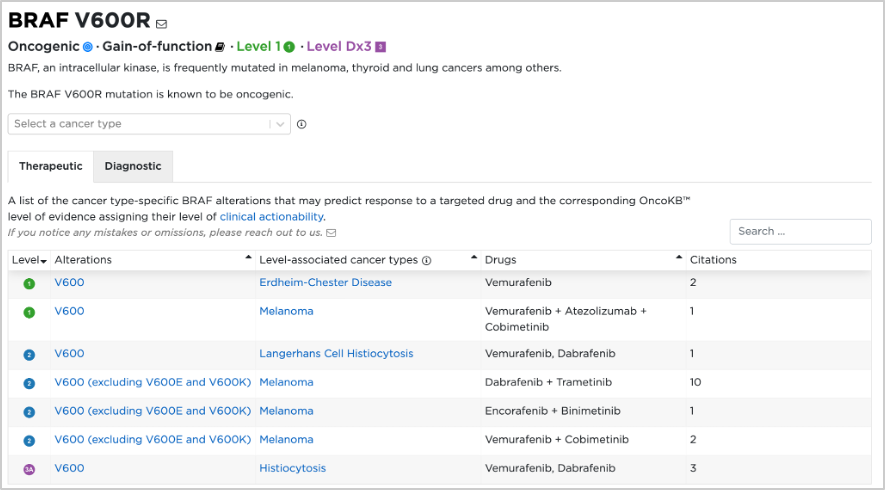 BRAF V600R
Oncogenic · Gain-of-function · Level 1 1 · Level Dx3 3
BRAF, an intracellular kinase, is frequently mutated in melanoma, thyroid and lung cancers among others.
The BRAF V600R mutation is known to be oncogenic.
Select a cancer type
Therapeutic Diagnostic
A list of the cancer type-specific BRAF alterations that may predict response to a targeted drug and the corresponding OncoKB™
level of evidence assigning their level of clinical actionability.
If you notice any mistakes or omissions, please reach out to us.
Search ...
Level Alterations Level-associated cancer types Drugs Citations
1 V600 Erdheim-Chester Disease Vemurafenib 2
1 V600 Melanoma Vemurafenib + Atezolizumab + 1
Cobimetinib
2 V600 Langerhans Cell Histiocytosis Vemurafenib, Dabrafenib 1
2 V600 (excluding V600E and V600K) Melanoma Dabrafenib + Trametinib 10
2 V600 (excluding V600E and V600K) Melanoma Encorafenib + Binimetinib 1
2 V600 (excluding V600E and V600K) Melanoma Vemurafenib + Cobimetinib 2
3A V600 Histiocytosis Vemurafenib, Dabrafenib 3